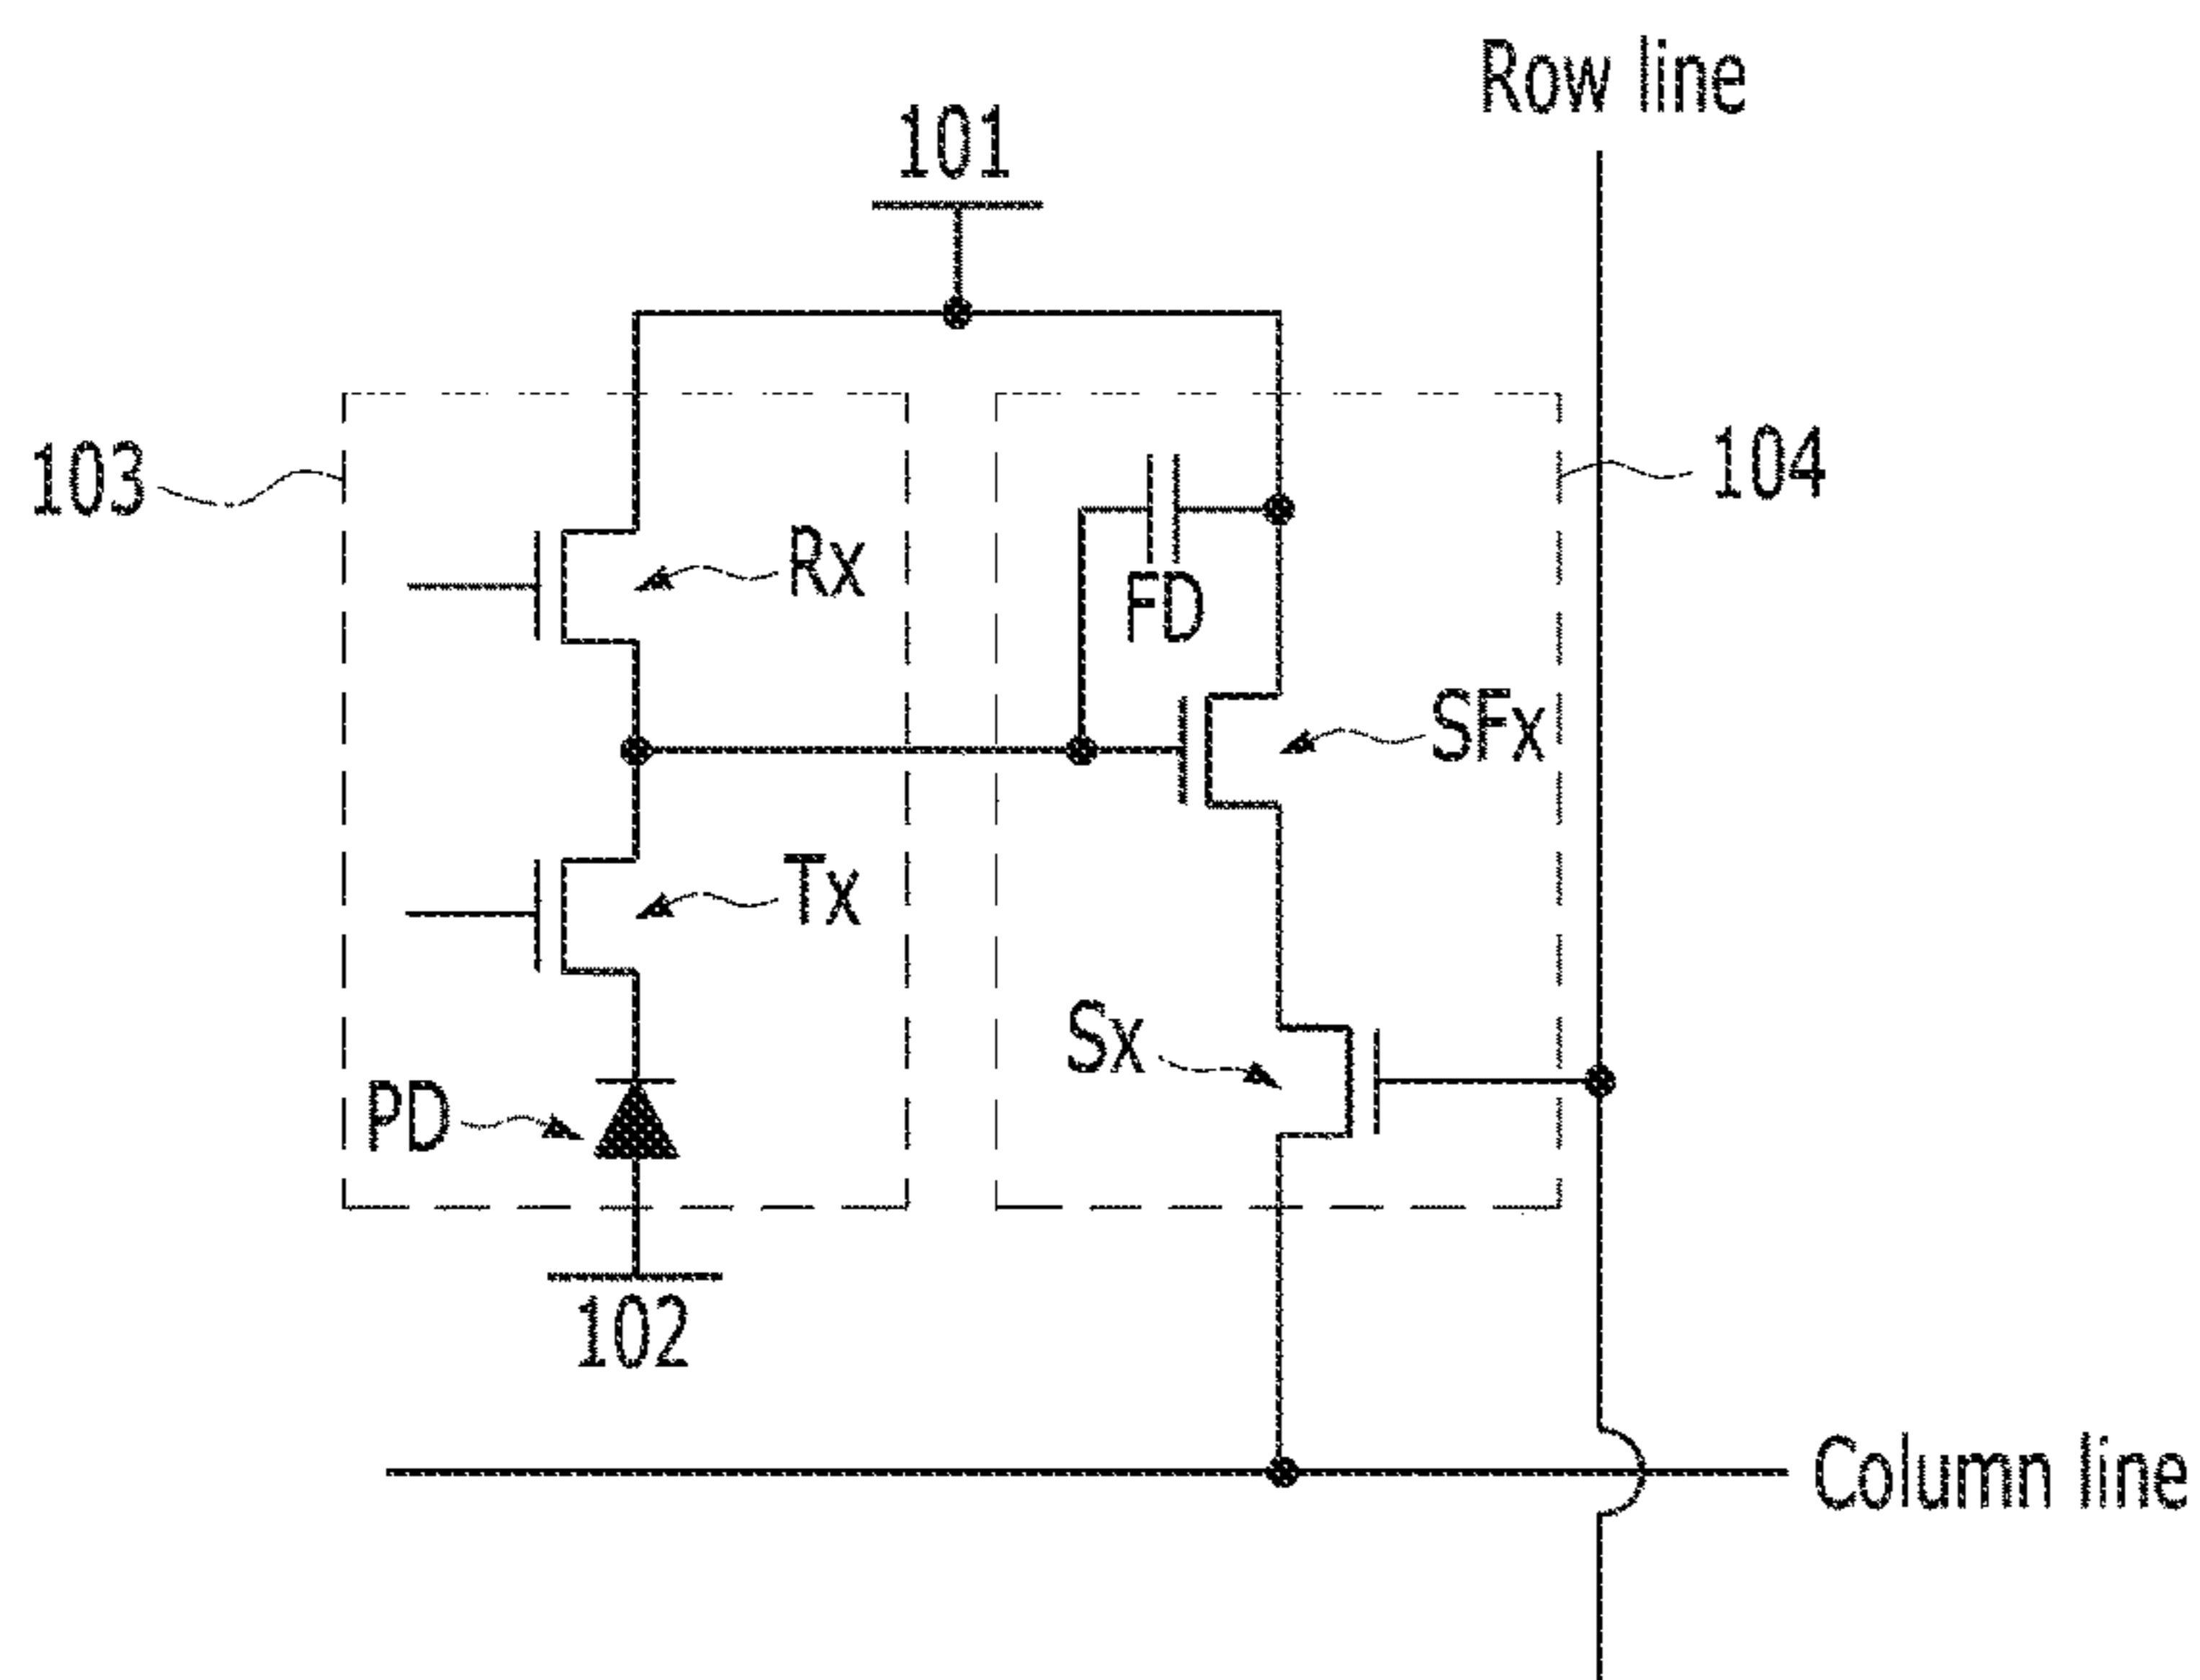 Row line
101
103
104
Rx
FD
SFx
Tx
Sx
PD
102
Column line